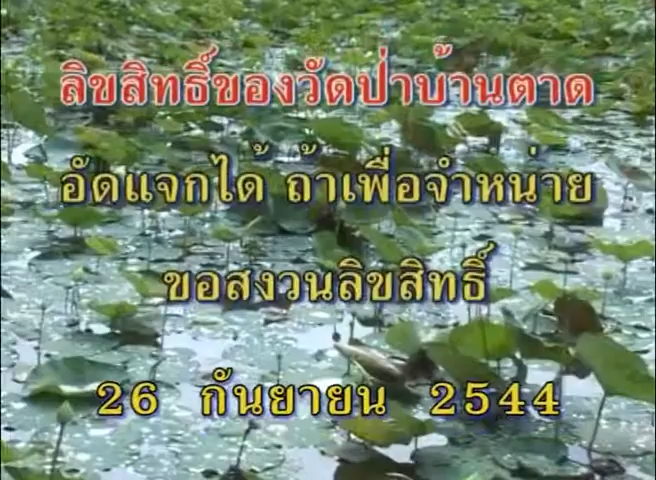 ลิขสิทธิ์ของวัดป่าบ้านตาด
อัดแจกได้ ถ้าเพื่อจำหน่าย
ขอสงวนลิขสิทธิ์
26 กันยายน 2544